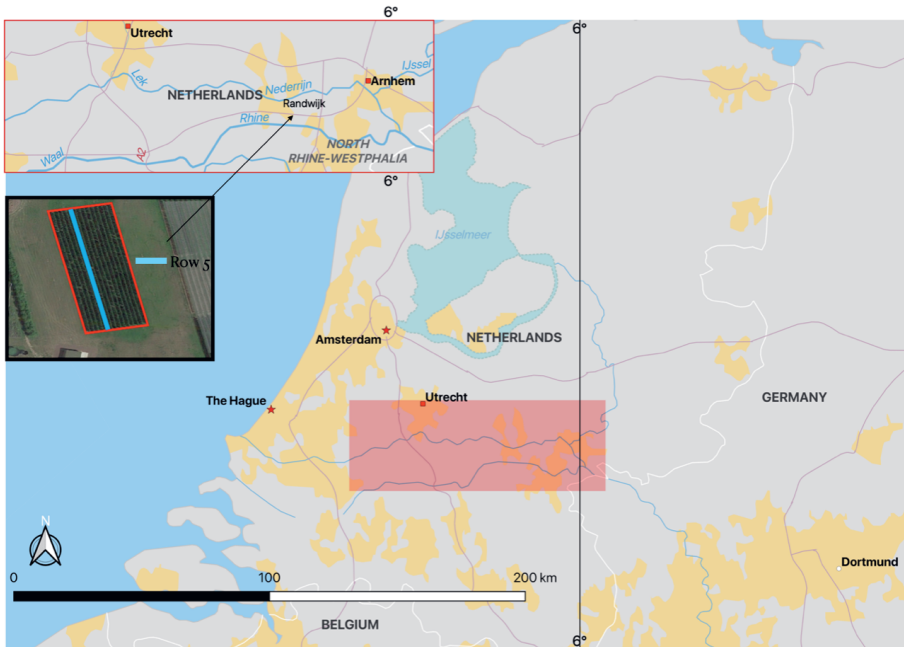 6°
6°
Utrecht
IJssel
Lek
Arnhem
NETHERLANDS
Nederrijn
Randwijk
Rhine
A2
NORTH
RHINE-WESTPHALIA
Waal
6°
IJsselmeer
Row 5
Amsterdam
NETHERLANDS
The Hague
Utrecht
GERMANY
N
0
100
200 km
Dortmund
BELGIUM
6°